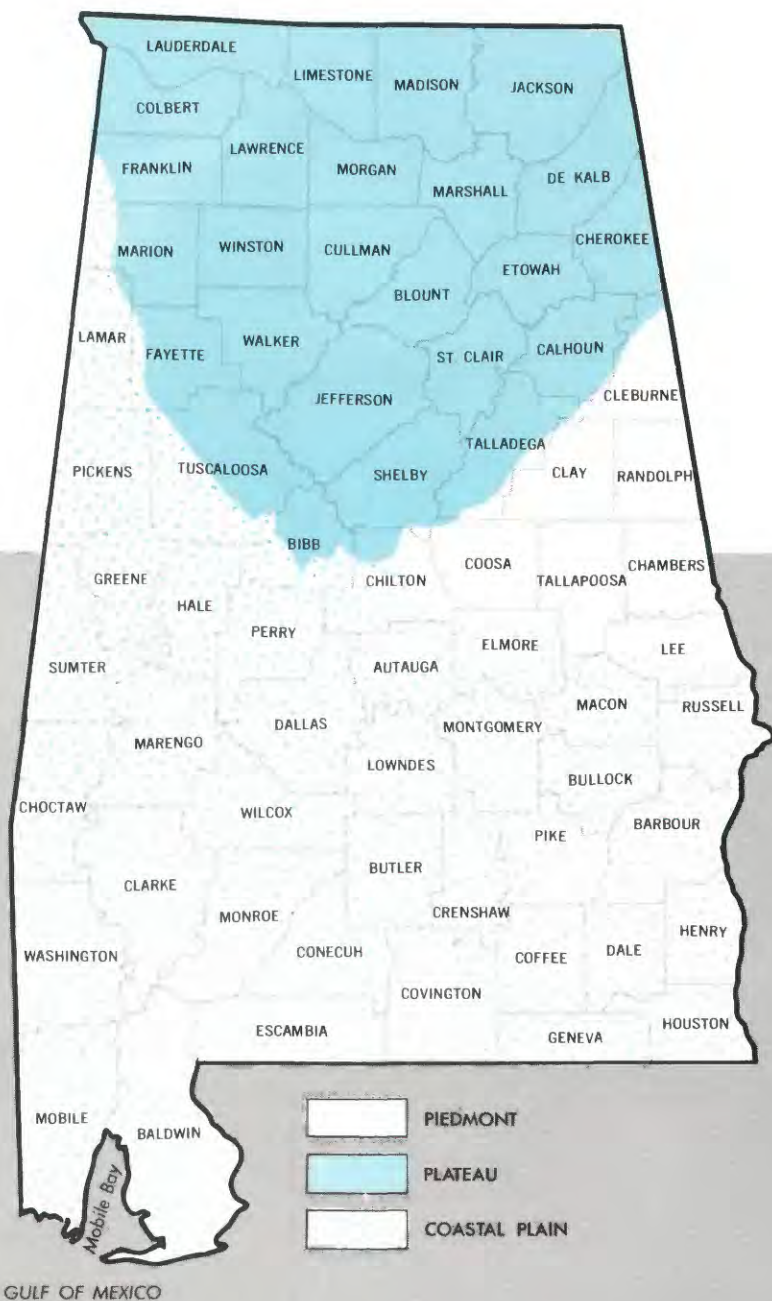 LAUDERDALE
LIMESTONE
MADISON
JACKSON
COLBERT
LAWRENCE
FRANKLIN
MORGAN
MARSHALL
DE KALB
CHEROKEE
MARION
WINSTON
CULLMAN
ETOWAH
BLOUNT
LAMAR
FAYETTE
WALKER
ST. CLAIR
CALHOUN
JEFFERSON
CLEBURNE
TALLADEGA
PICKENS
TUSCALOOSA
SHELBY
CLAY
RANDOLPH
BIBB
GREENE
HALE
CHILTON
COOSA
TALLAPOOSA
CHAMBERS
PERRY
ELMORE
LEE
SUMTER
AUTAUGA
MACON
RUSSELL
DALLAS
MONTGOMERY
MARENGO
LOWNDES
BULLOCK
CHOCTAW
WILCOX
BARBOUR
PIKE
BUTLER
CLARKE
MONROE
CRENSHAW
HENRY
WASHINGTON
CONECUH
COFFEE
DALE
COVINGTON
ESCAMBIA
GENEVA
HOUSTON
MOBILE
BALDWIN
Mobile Bay
PIEDMONT
PLATEAU
COASTAL PLAIN
GULF OF MEXICO